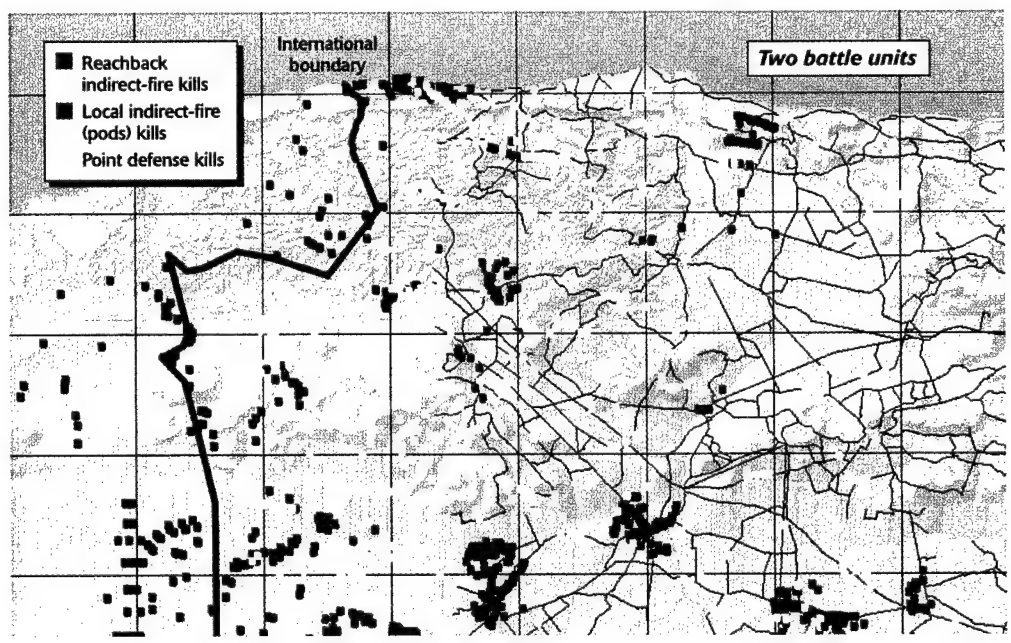 International
boundary
Two battle units
Reachback
indirect-fire kills
Local indirect-fire
(pods) kills
Point defense kills